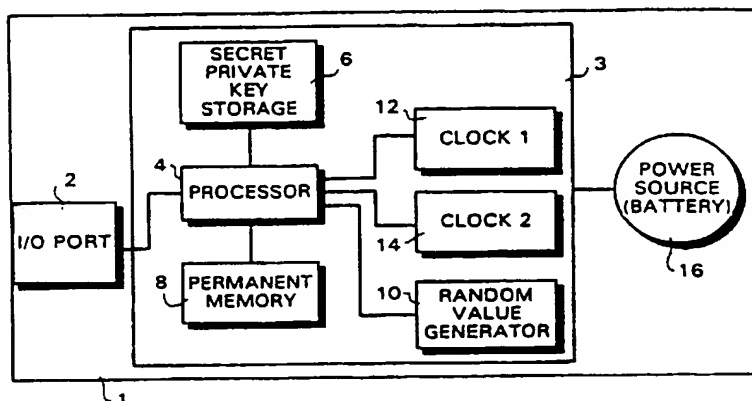 SECRET
PRIVATE
KEY
STORAGE
6
3
12
CLOCK 1
4
PROCESSOR
2
I/O PORT
CLOCK 2
14
POWER
SOURCE
(BATTERY)
16
8
PERMANENT
MEMORY
10
RANDOM
VALUE
GENERATOR
1